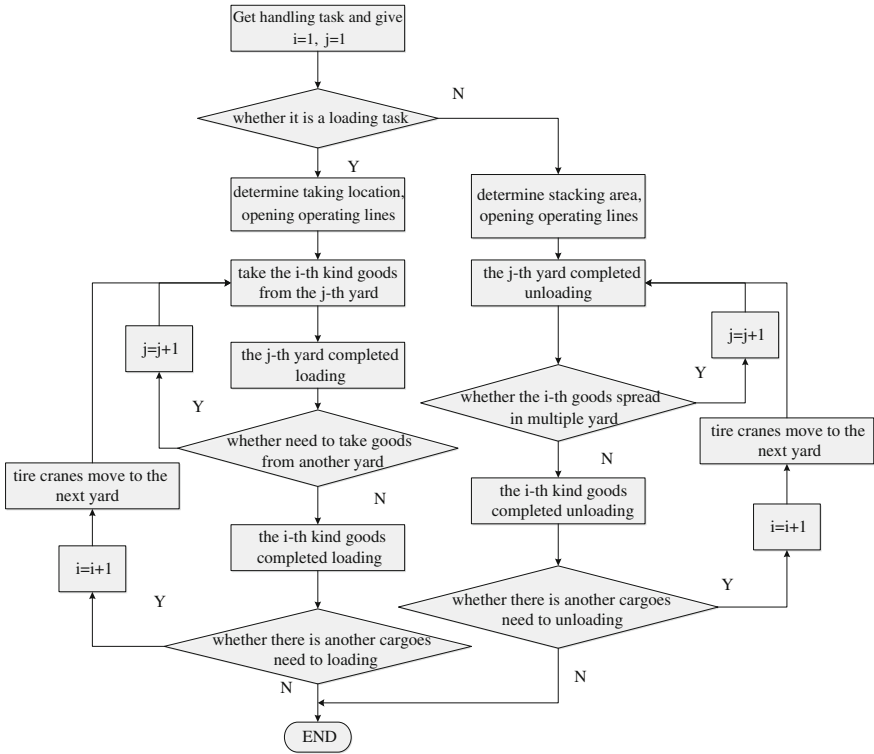 Get handling task and give
i=1, j=1
N
whether it is a loading task
Y
determine taking location,
opening operating lines
determine stacking area,
opening operating lines
take the i-th kind goods
from the j-th yard
the j-th yard completed
unloading
j=j+1
j=j+1
the j-th yard completed
loading
Y
whether the i-th goods spread
in multiple yard
Y
whether need to take goods
from another yard
tire cranes move to the
next yard
N
tire cranes move to the
next yard
N
the i-th kind goods
completed unloading
the i-th kind goods
completed loading
i=i+1
i=i+1
Y
Y
whether there is another cargoes
need to unloading
whether there is another cargoes
need to loading
N
N
END